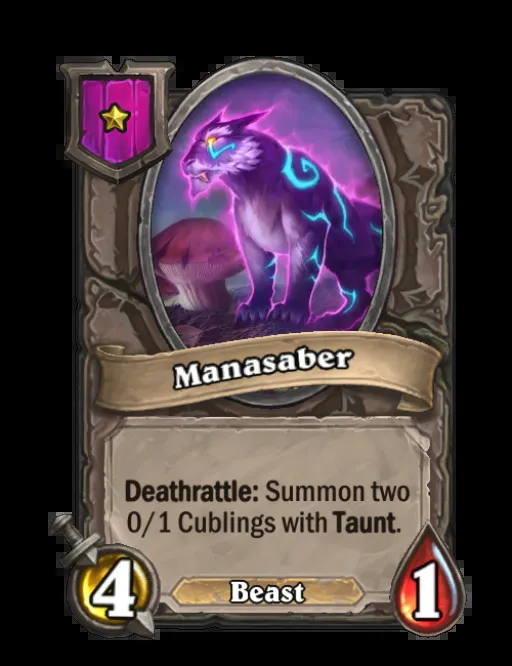 Manasaber
Deathrattle: Summon two
0/1 Cublings with Taunt.
4
Beast
1